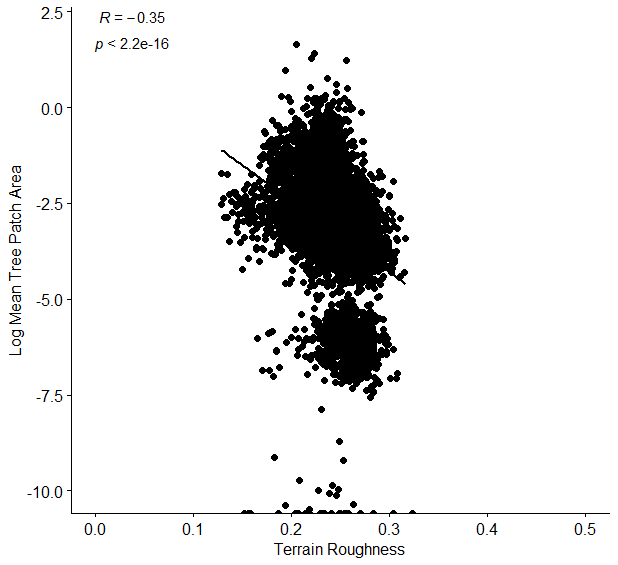 R = −0.35
p < 2.2e-16
2.5
0.0
-2.5
-5.0
-7.5
-10.0
Log Mean Tree Patch Area
0.0 0.1 0.2 0.3 0.4 0.5
Terrain Roughness